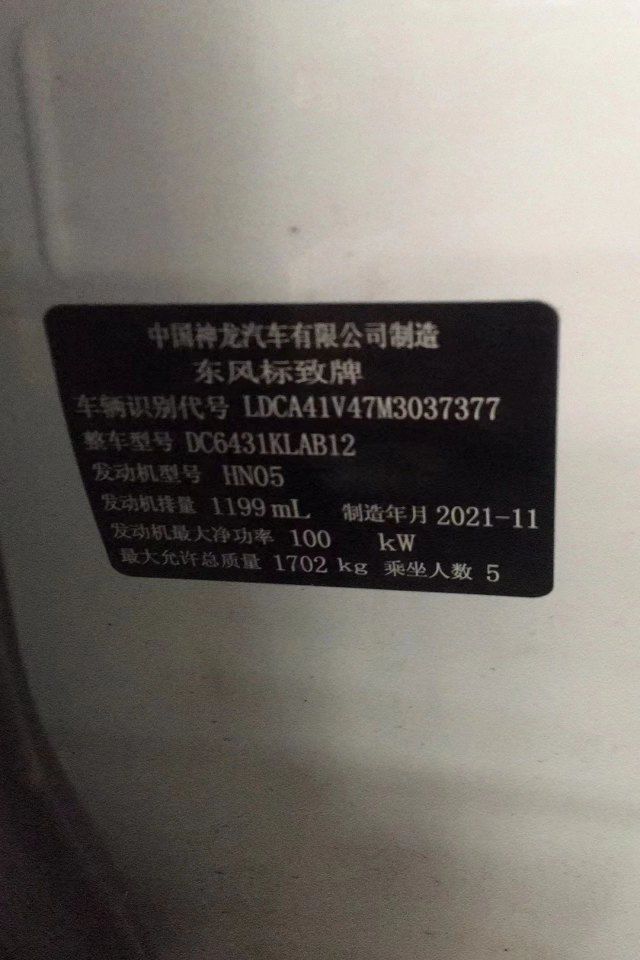 中国神龙汽车有限公司制造
东风标致牌
车辆识别代号 LDCA41V47M3037377
整车型号 DC6431KLAB12
发动机型号 HN05
发动机排量 1199 mL 制造年月 2021-11
发动机最大净功率 100 kW
最大允许总质量 1702 kg 乘坐人数 5